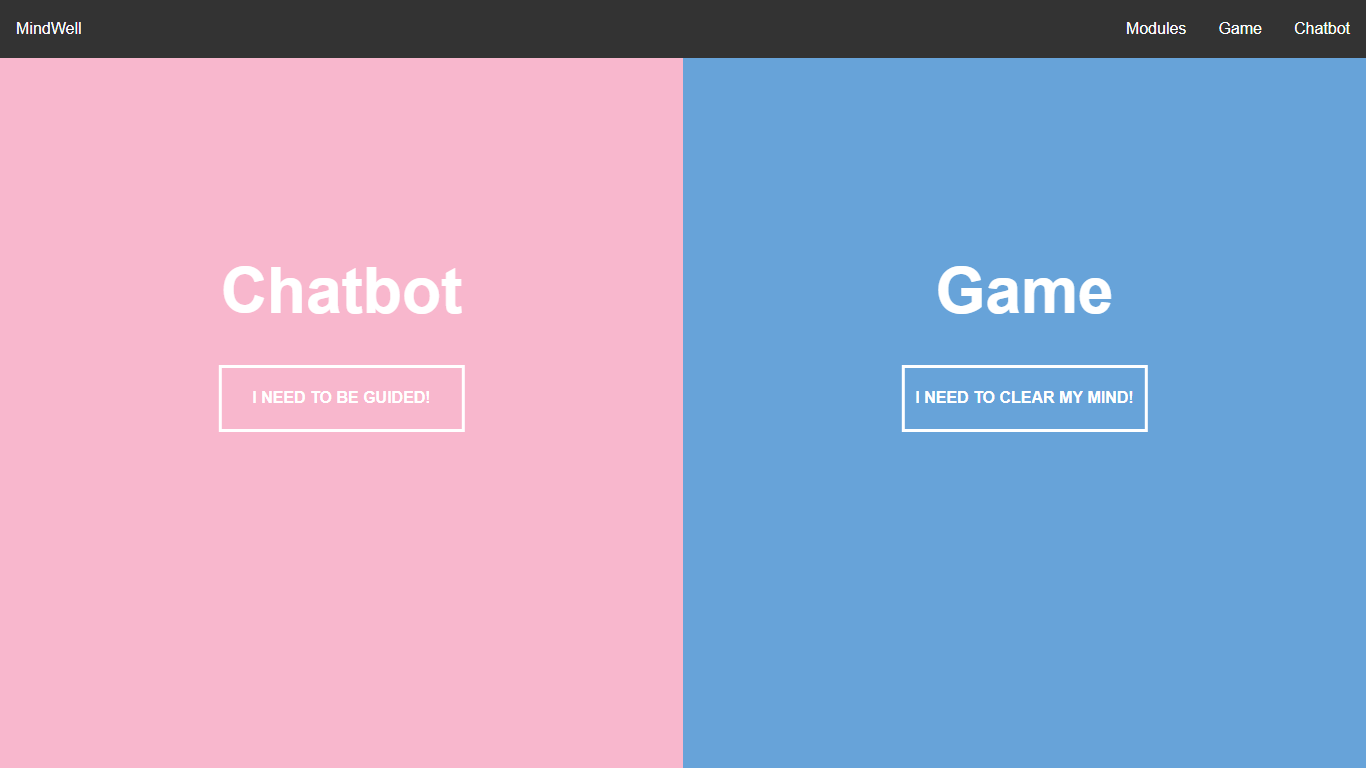 MindWell
Modules Game Chatbot
Chatbot
I NEED TO BE GUIDED!
Game
I NEED TO CLEAR MY MIND!